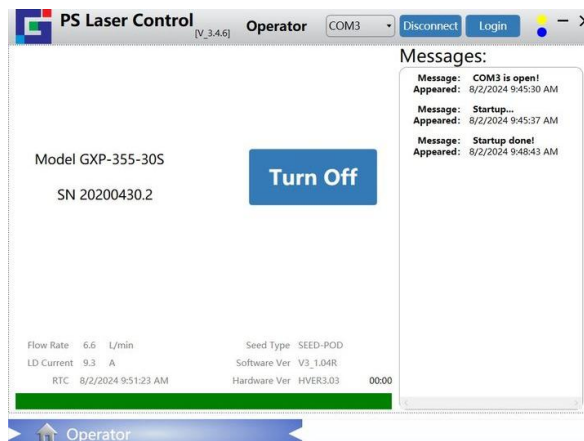 PS Laser Control
[V_3.4.6]
Operator
COM3
Disconnect
Login
Messages:
Message: COM3 is open!
Appeared: 8/2/2024 9:45:30 AM
Message: Startup...
Appeared: 8/2/2024 9:45:37 AM
Message: Startup done!
Appeared: 8/2/2024 9:48:43 AM
Model GXP-355-30S
SN 20200430.2
Turn Off
Flow Rate 6.6 L/min
Seed Type SEED-POD
LD Current 9.3 A
Software Ver V3_1.04R
RTC 8/2/2024 9:51:23 AM
Hardware Ver HVER3.03
00:00
Operator